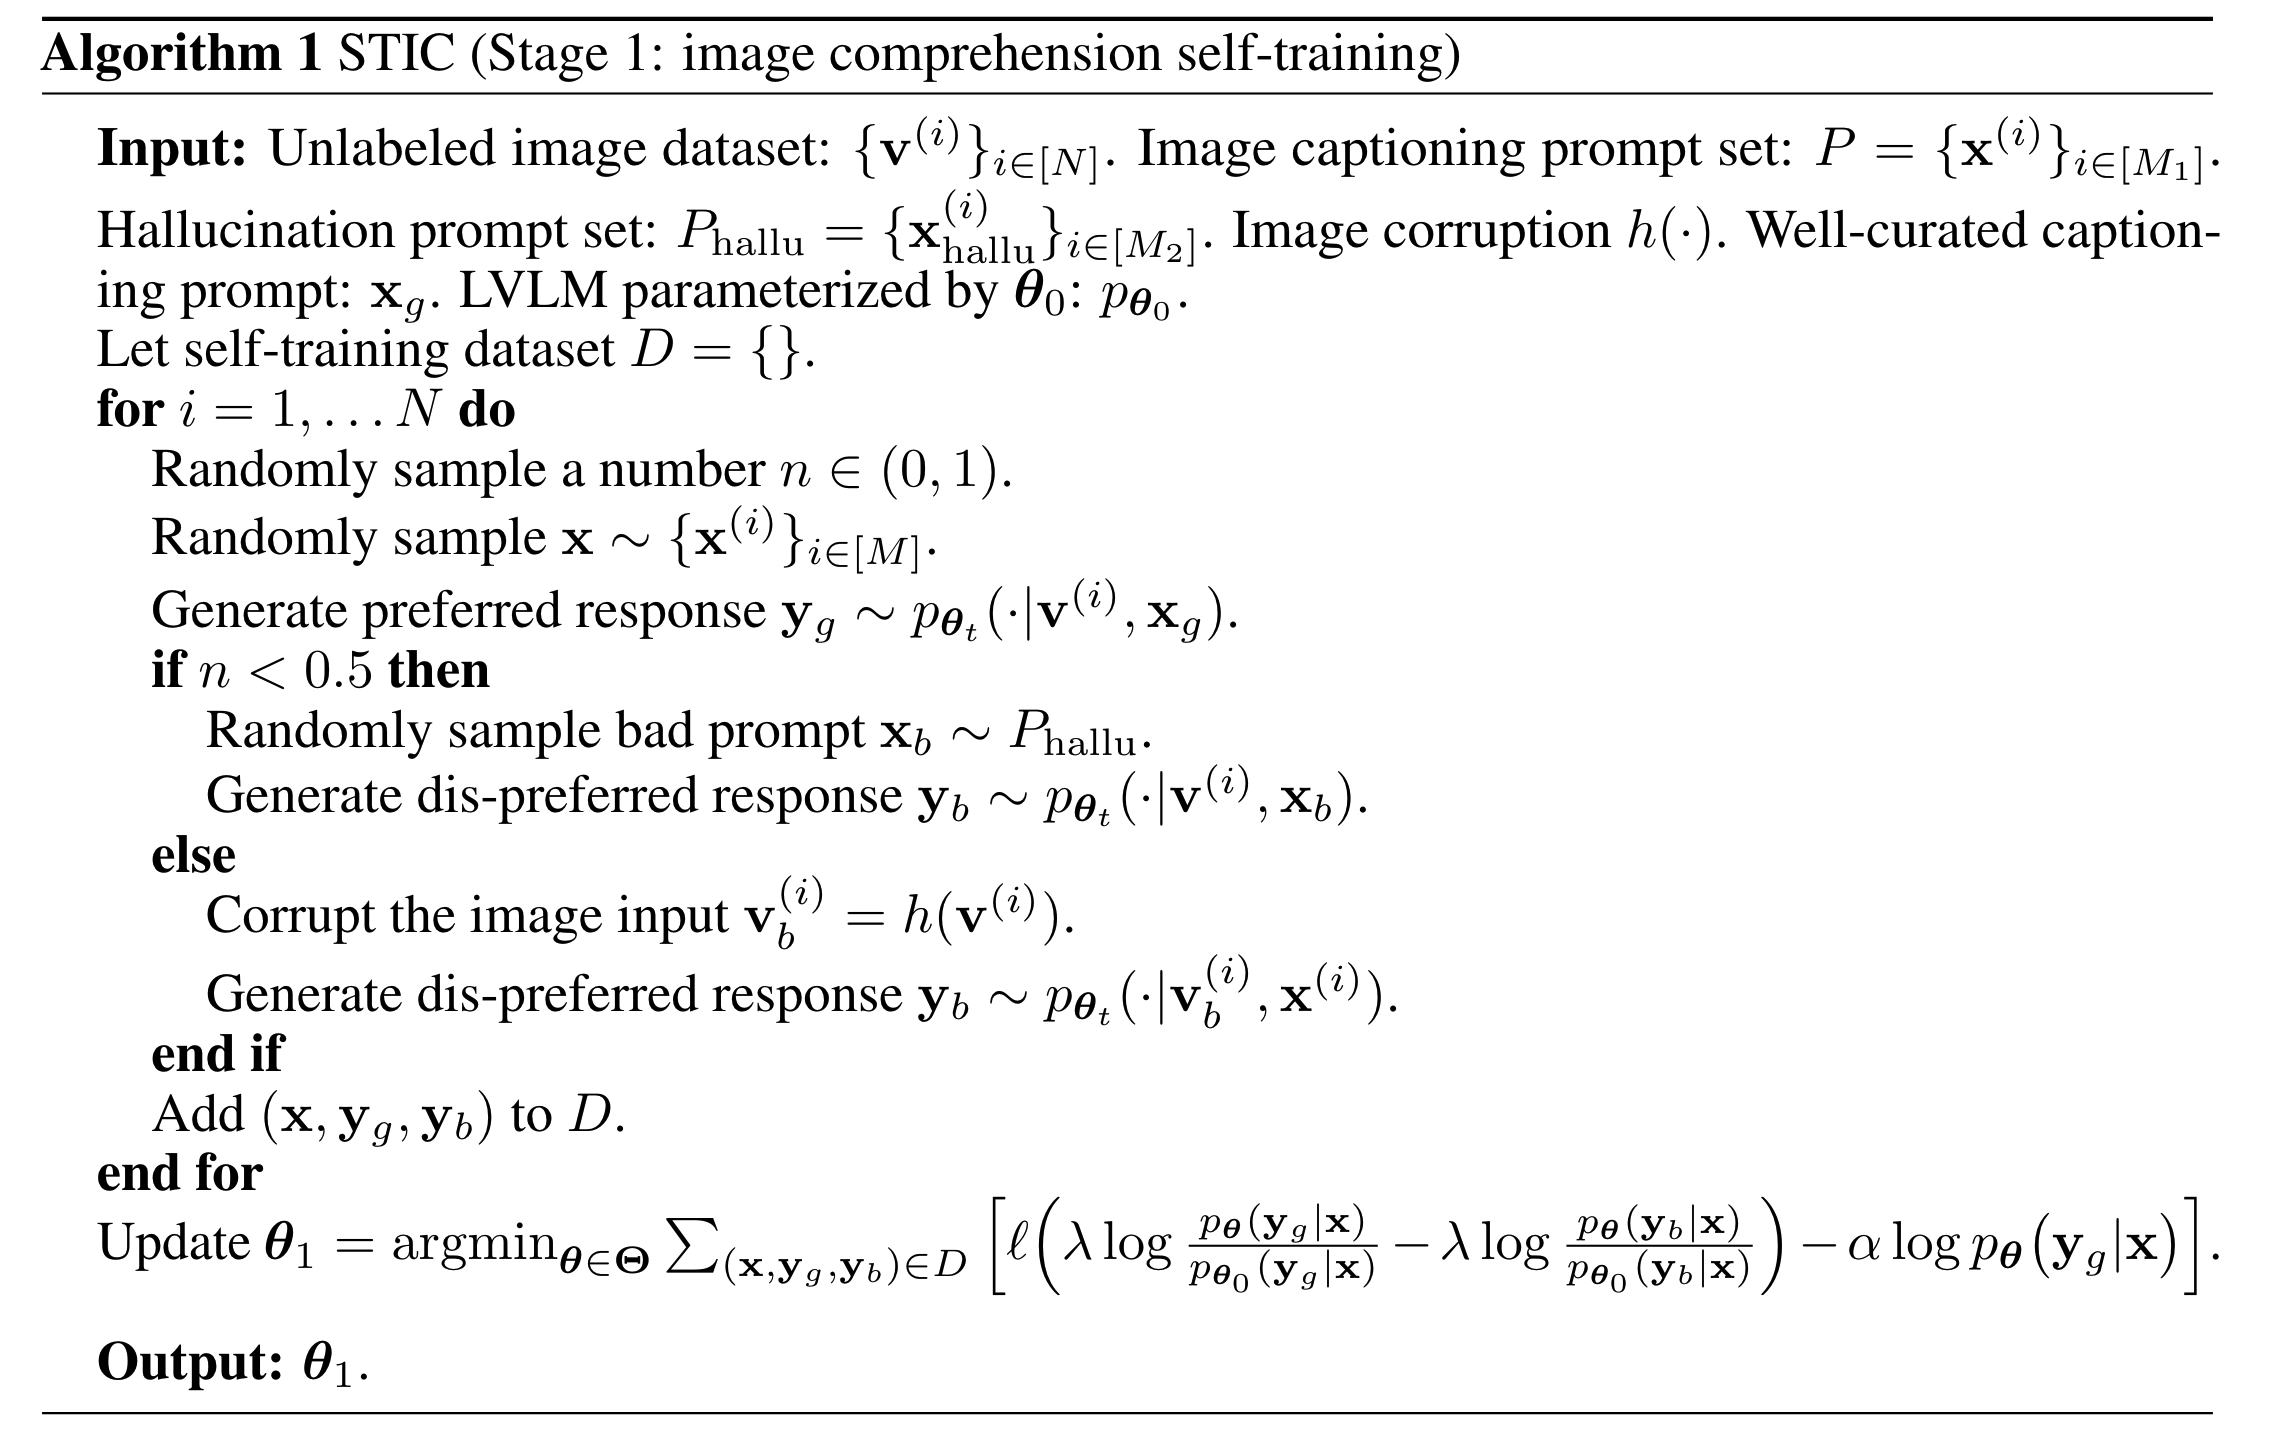 Algorithm 1 STIC (Stage 1: image comprehension self-training)
Input: Unlabeled image dataset: $\{\mathbf{v}^{(i)}\}_{i\in[N]}$. Image captioning prompt set: $P = \{\mathbf{x}^{(i)}\}_{i\in[M_1]}$.
Hallucination prompt set: $P_{\text{hallu}} = \{\mathbf{x}^{(i)}_{\text{hallu}}\}_{i\in[M_2]}$. Image corruption $h(\cdot)$. Well-curated caption-
ing prompt: $\mathbf{x}_g$. LVLM parameterized by $\boldsymbol{\theta}_0$: $p_{\boldsymbol{\theta}_0}$.
Let self-training dataset $D = \{\}$.
for $i = 1, \ldots N$ do
Randomly sample a number $n \in (0, 1)$.
Randomly sample $\mathbf{x} \sim \{\mathbf{x}^{(i)}\}_{i\in[M]}$.
Generate preferred response $\mathbf{y}_g \sim p_{\boldsymbol{\theta}_t}(\cdot|\mathbf{v}^{(i)}, \mathbf{x}_g)$.
if $n < 0.5$ then
Randomly sample bad prompt $\mathbf{x}_b \sim P_{\text{hallu}}$.
Generate dis-preferred response $\mathbf{y}_b \sim p_{\boldsymbol{\theta}_t}(\cdot|\mathbf{v}^{(i)}, \mathbf{x}_b)$.
else
Corrupt the image input $\mathbf{v}_b^{(i)} = h(\mathbf{v}^{(i)})$.
Generate dis-preferred response $\mathbf{y}_b \sim p_{\boldsymbol{\theta}_t}(\cdot|\mathbf{v}_b^{(i)}, \mathbf{x}^{(i)})$.
end if
Add $(\mathbf{x}, \mathbf{y}_g, \mathbf{y}_b)$ to $D$.
end for
Update $\boldsymbol{\theta}_1 = \operatorname{argmin}_{\boldsymbol{\theta}\in\boldsymbol{\Theta}} \sum_{(\mathbf{x},\mathbf{y}_g,\mathbf{y}_b)\in D} \left[\ell\left(\lambda \log \frac{p_{\boldsymbol{\theta}}(\mathbf{y}_g|\mathbf{x})}{p_{\boldsymbol{\theta}_0}(\mathbf{y}_g|\mathbf{x})} - \lambda \log \frac{p_{\boldsymbol{\theta}}(\mathbf{y}_b|\mathbf{x})}{p_{\boldsymbol{\theta}_0}(\mathbf{y}_b|\mathbf{x})}\right) - \alpha \log p_{\boldsymbol{\theta}}(\mathbf{y}_g|\mathbf{x})\right]$.
Output: $\boldsymbol{\theta}_1$.